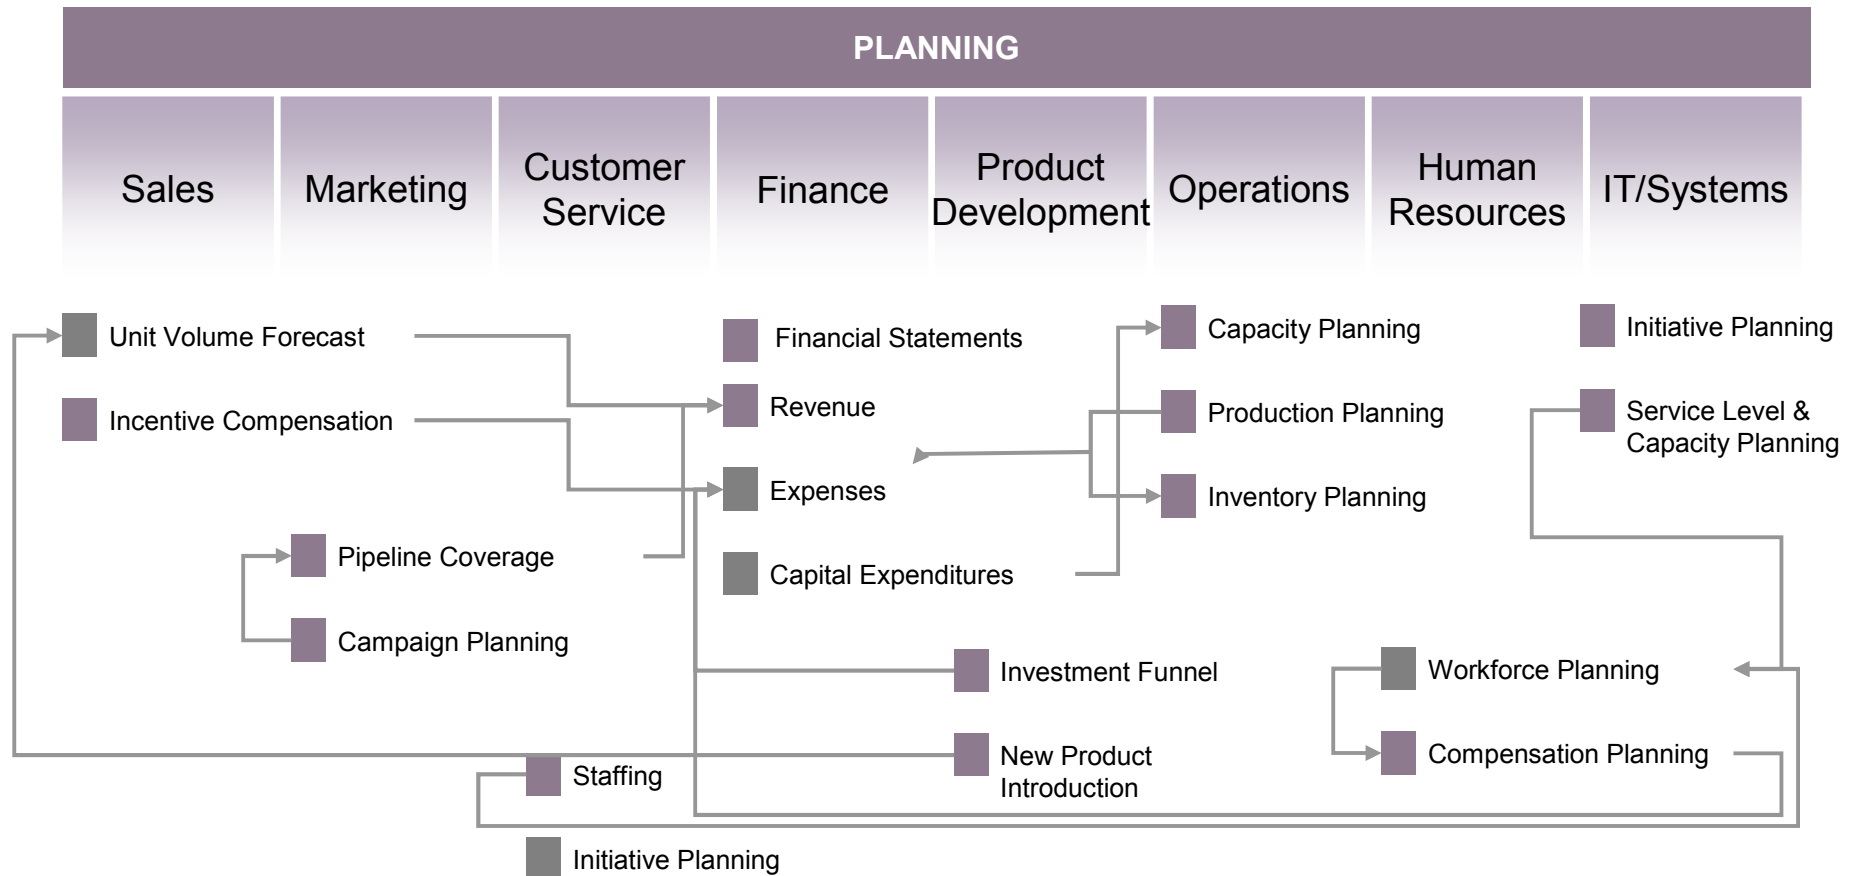 PLANNING
Sales
Marketing
Customer
Service
Finance
Product
Development
Operations
Human
Resources
IT/Systems
Unit Volume Forecast
Incentive Compensation
Pipeline Coverage
Campaign Planning
Staffing
Initiative Planning
Financial Statements
Revenue
Expenses
Capital Expenditures
Investment Funnel
New Product
Introduction
Capacity Planning
Production Planning
Inventory Planning
Workforce Planning
Compensation Planning
Initiative Planning
Service Level &
Capacity Planning